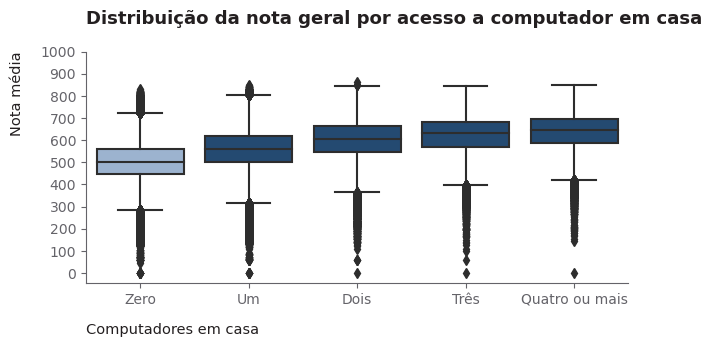 Distribuição da nota geral por acesso a computador em casa
Nota média
1000
900
800
700
600
500
400
300
200
100
0
Zero Um Dois Três Quatro ou mais
Computadores em casa